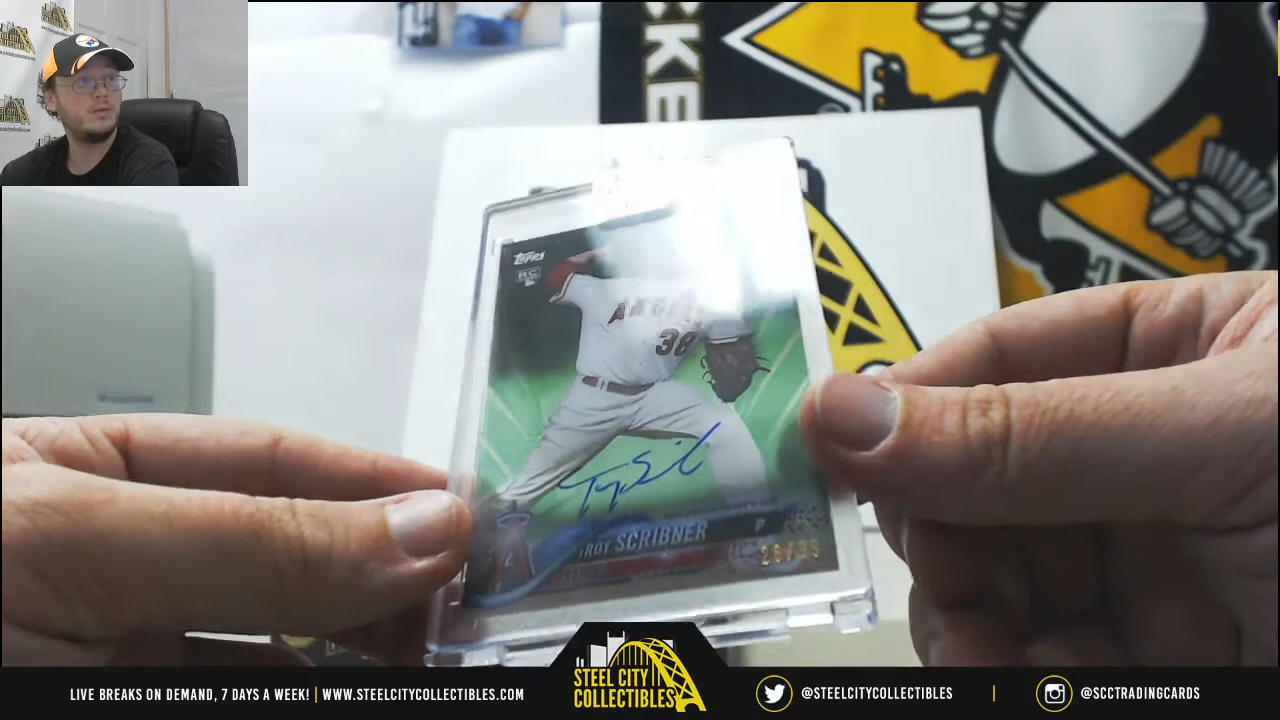 CKE
TOPPS
RC
ANGELS
38
TROY SCRIBNER
P
LIVE BREAKS ON DEMAND, 7 DAYS A WEEK! | WWW.STEELCITYCOLLECTIBLES.COM
STEEL CITY
COLLECTIBLES
@STEELCITYCOLLECTIBLES | @SCCTRADINGCARDS